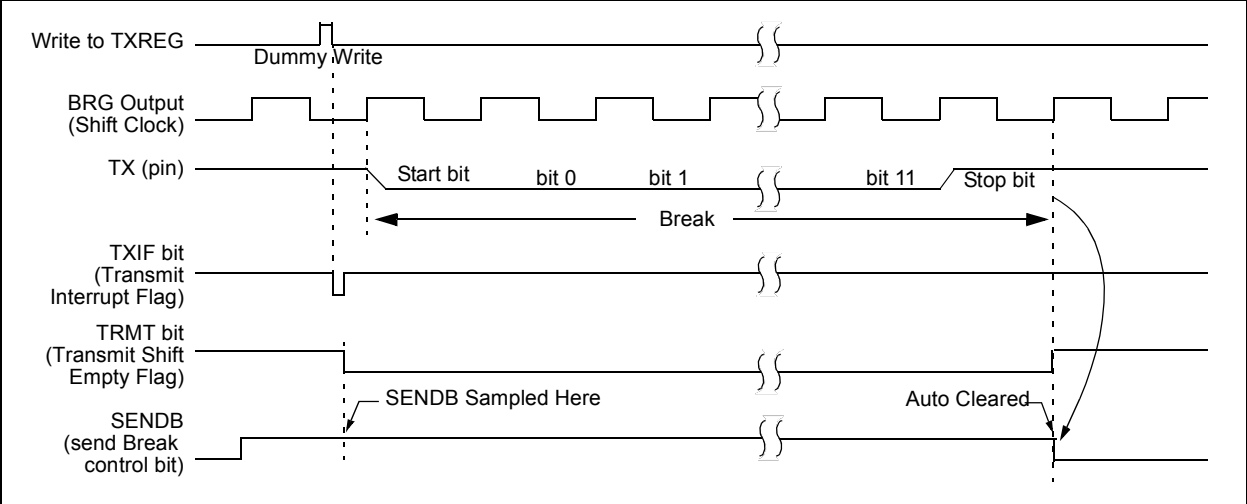 Write to TXREG
Dummy Write
BRG Output
(Shift Clock)
TX (pin)
Start bit
bit 0
bit 1
bit 11
Stop bit
Break
TXIF bit
(Transmit
Interrupt Flag)
TRMT bit
(Transmit Shift
Empty Flag)
SENDB Sampled Here
Auto Cleared
SENDB
(send Break
control bit)